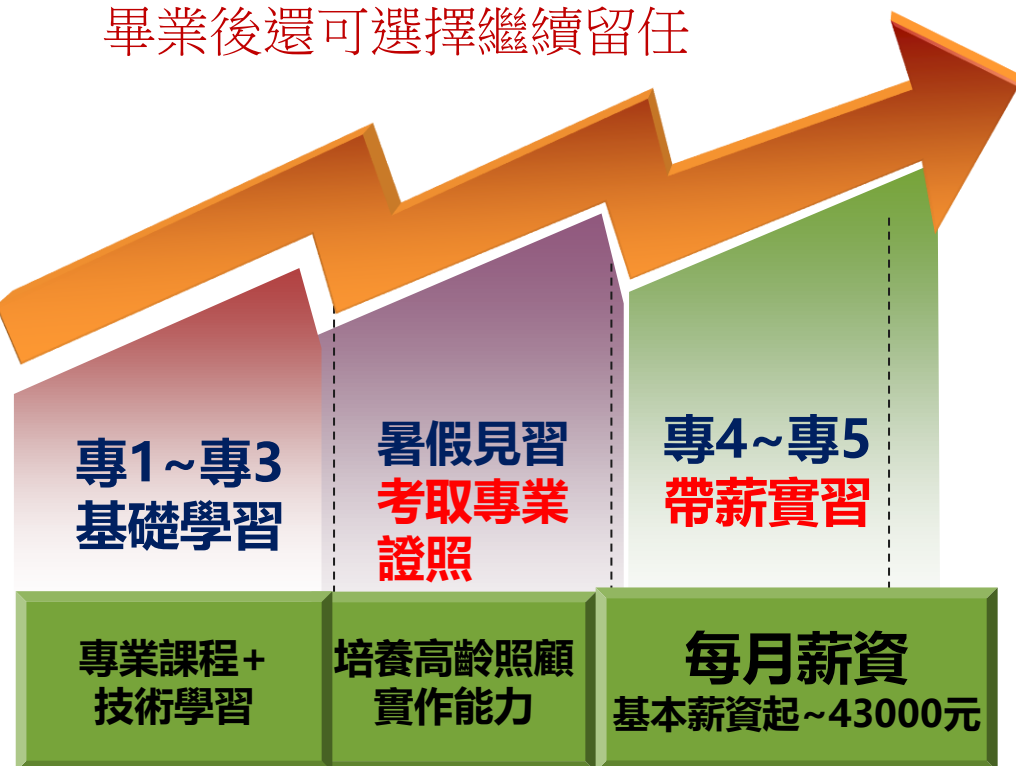 畢業後還可選擇繼續留任
專1~專3
基礎學習
暑假見習
考取專業
證照
專4~專5
帶薪實習
專業課程+
技術學習
培養高齡照顧
實作能力
每月薪資
基本薪資起~43000元